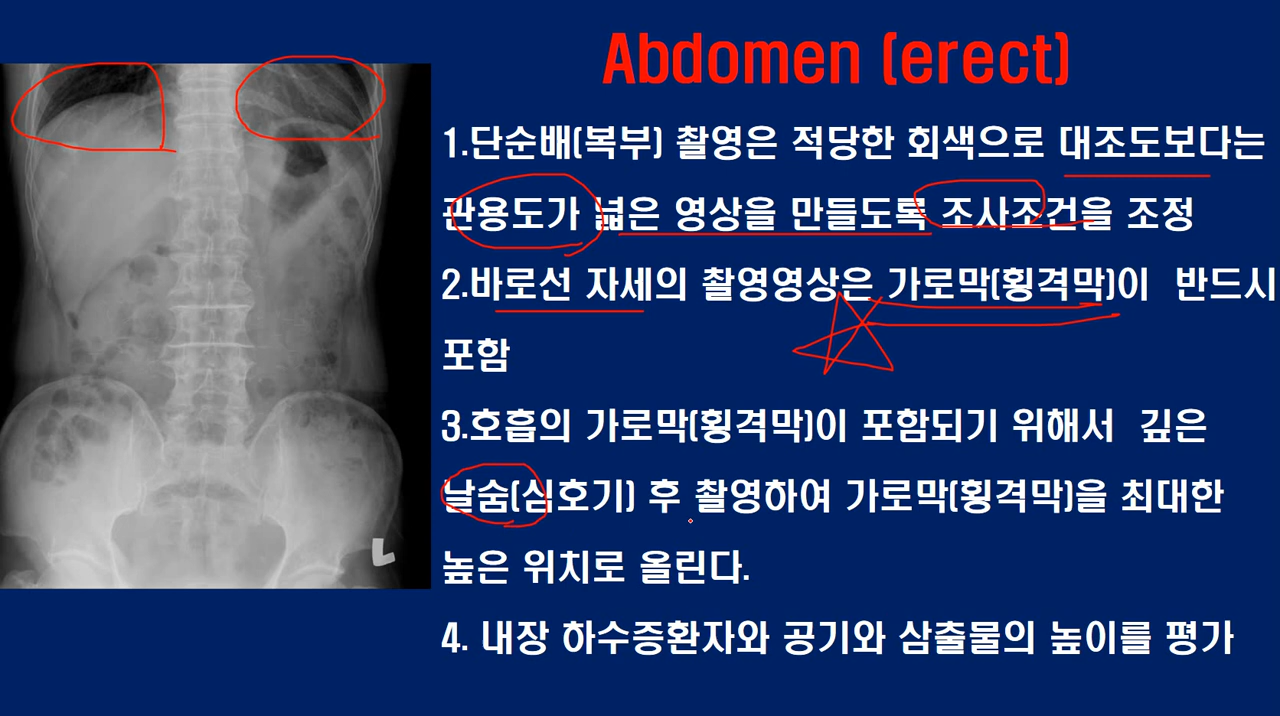 Abdomen (erect)
1.단순배(복부) 촬영은 적당한 회색으로 대조도보다는
관용도가 넓은 영상을 만들도록 조사조건을 조정
2.바로선 자세의 촬영영상은 가로막(횡격막)이 반드시
포함
3.호흡의 가로막(횡격막)이 포함되기 위해서 깊은
날숨(심호기) 후 촬영하여 가로막(횡격막)을 최대한
높은 위치로 올린다.
4. 내장 하수증환자와 공기와 삼출물의 높이를 평가
L